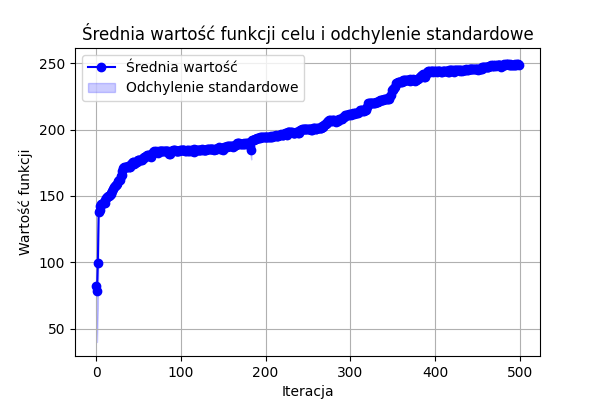 Średnia wartość funkcji celu i odchylenie standardowe
Średnia wartość
Odchylenie standardowe
Wartość funkcji
250
200
150
100
50
0
100
200
300
400
500
Iteracja